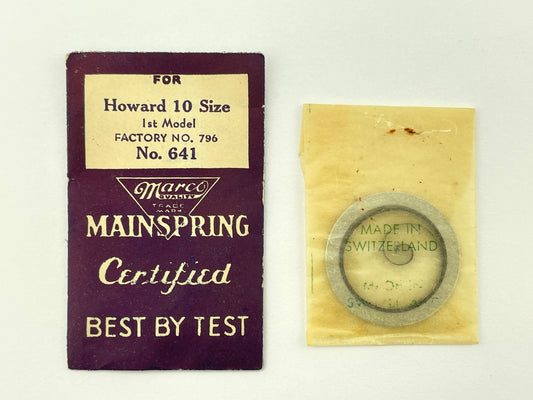 FOR
Howard 10 Size
1st Model
FACTORY NO. 796
No. 641
Marco
QUALITY
TRADE
MARK
MAINSPRING
Certified
BEST BY TEST
MADE IN
SWITZERLAND